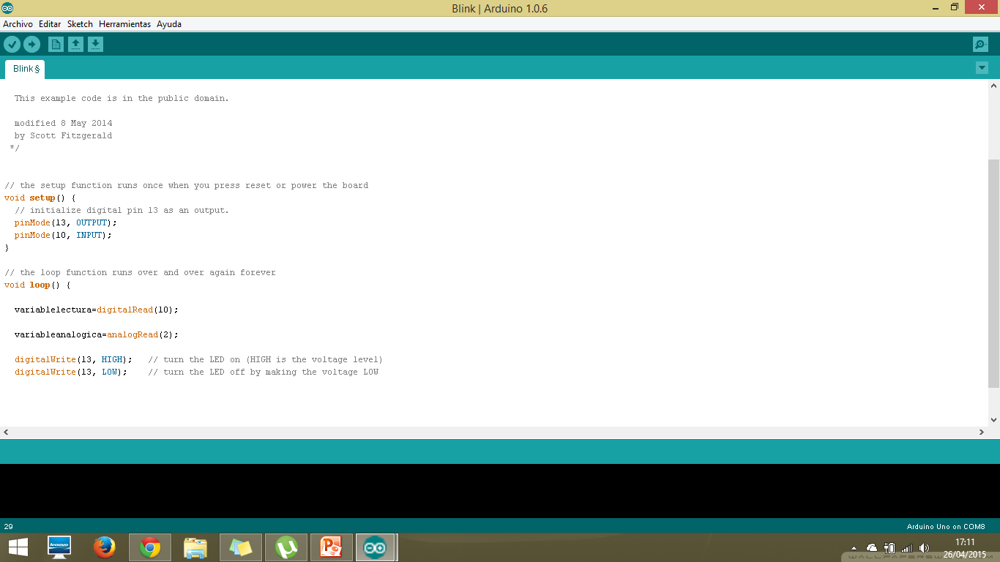 Blink | Arduino 1.0.6
Archivo Editar Sketch Herramientas Ayuda
Blink §
This example code is in the public domain.
modified 8 May 2014
by Scott Fitzgerald
*/
// the setup function runs once when you press reset or power the board
void setup() {
// initialize digital pin 13 as an output.
pinMode(13, OUTPUT);
pinMode(10, INPUT);
}
// the loop function runs over and over again forever
void loop() {
variablelectura=digitalRead(10);
variableanalogica=analogRead(2);
digitalWrite(13, HIGH);   // turn the LED on (HIGH is the voltage level)
digitalWrite(13, LOW);    // turn the LED off by making the voltage LOW
29
Arduino Uno on COM8
lenovo
17:11
26/04/2015